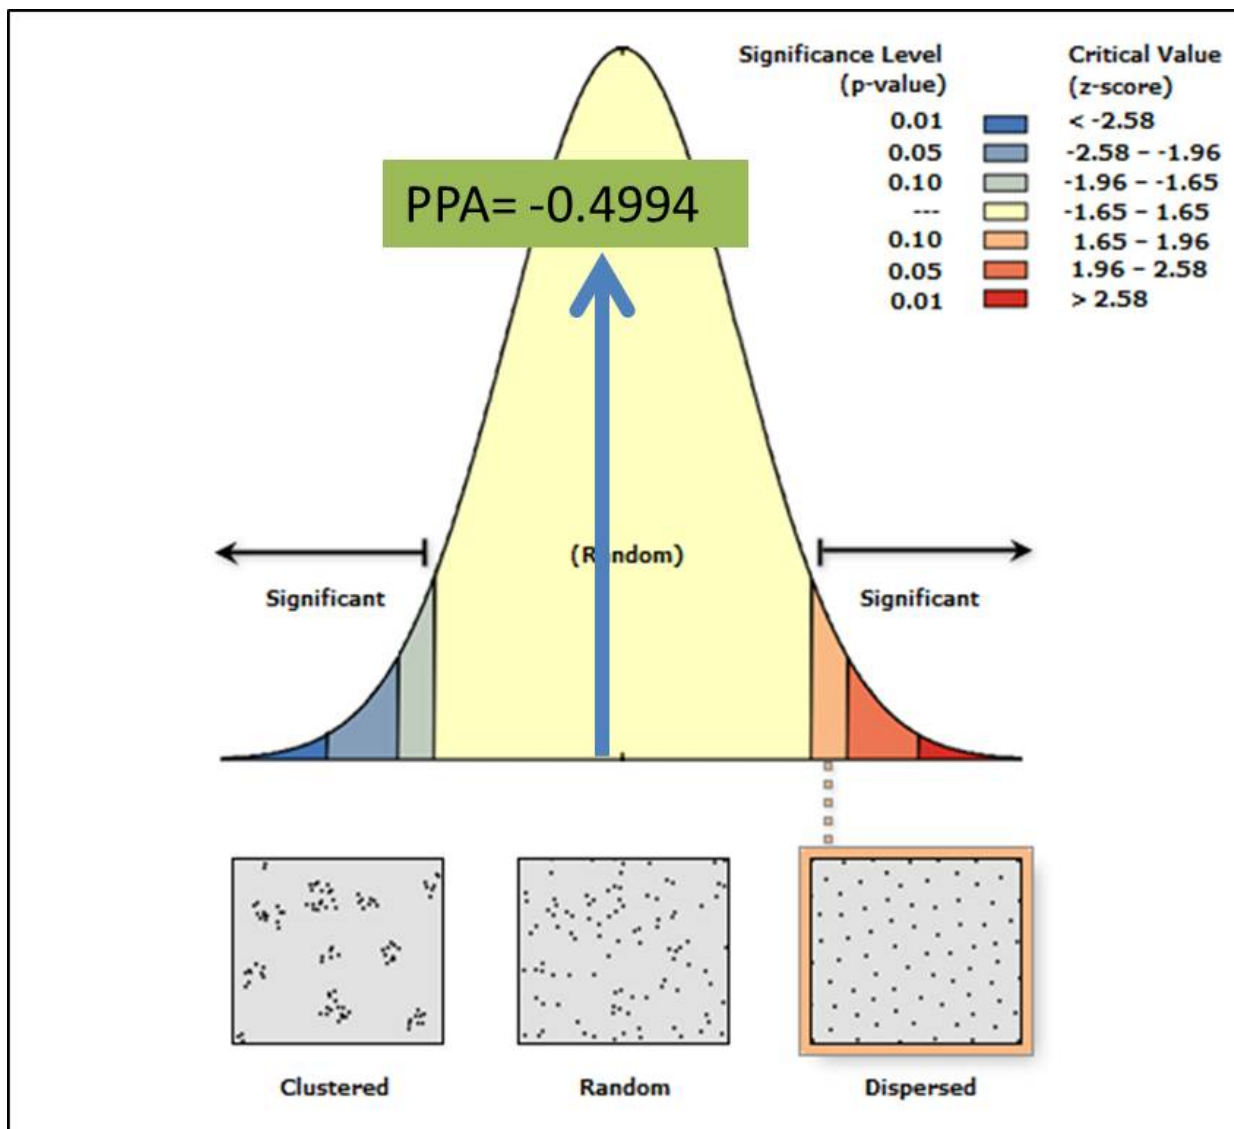 Significance Level
(p-value)
Critical Value
(z-score)
0.01 < -2.58
0.05 -2.58 – -1.96
0.10 -1.96 – -1.65
--- -1.65 – 1.65
0.10 1.65 – 1.96
0.05 1.96 – 2.58
0.01 > 2.58
PPA= -0.4994
(Random)
Significant
Significant
Clustered
Random
Dispersed